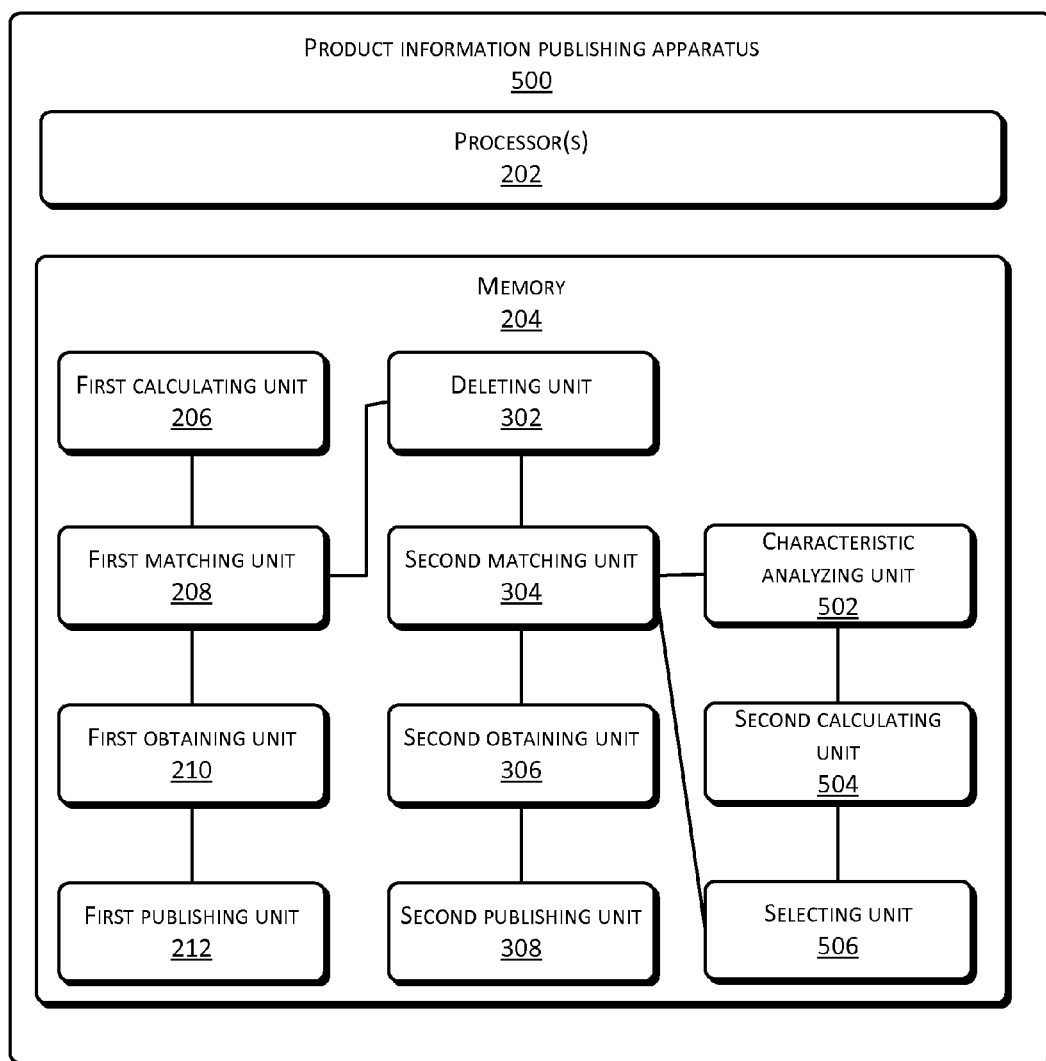 PRODUCT INFORMATION PUBLISHING APPARATUS
500
PROCESSOR(S)
202
MEMORY
204
FIRST CALCULATING UNIT
206
DELETING UNIT
302
FIRST MATCHING UNIT
208
SECOND MATCHING UNIT
304
CHARACTERISTIC
ANALYZING UNIT
502
FIRST OBTAINING UNIT
210
SECOND OBTAINING UNIT
306
SECOND CALCULATING
UNIT
504
FIRST PUBLISHING UNIT
212
SECOND PUBLISHING UNIT
308
SELECTING UNIT
506